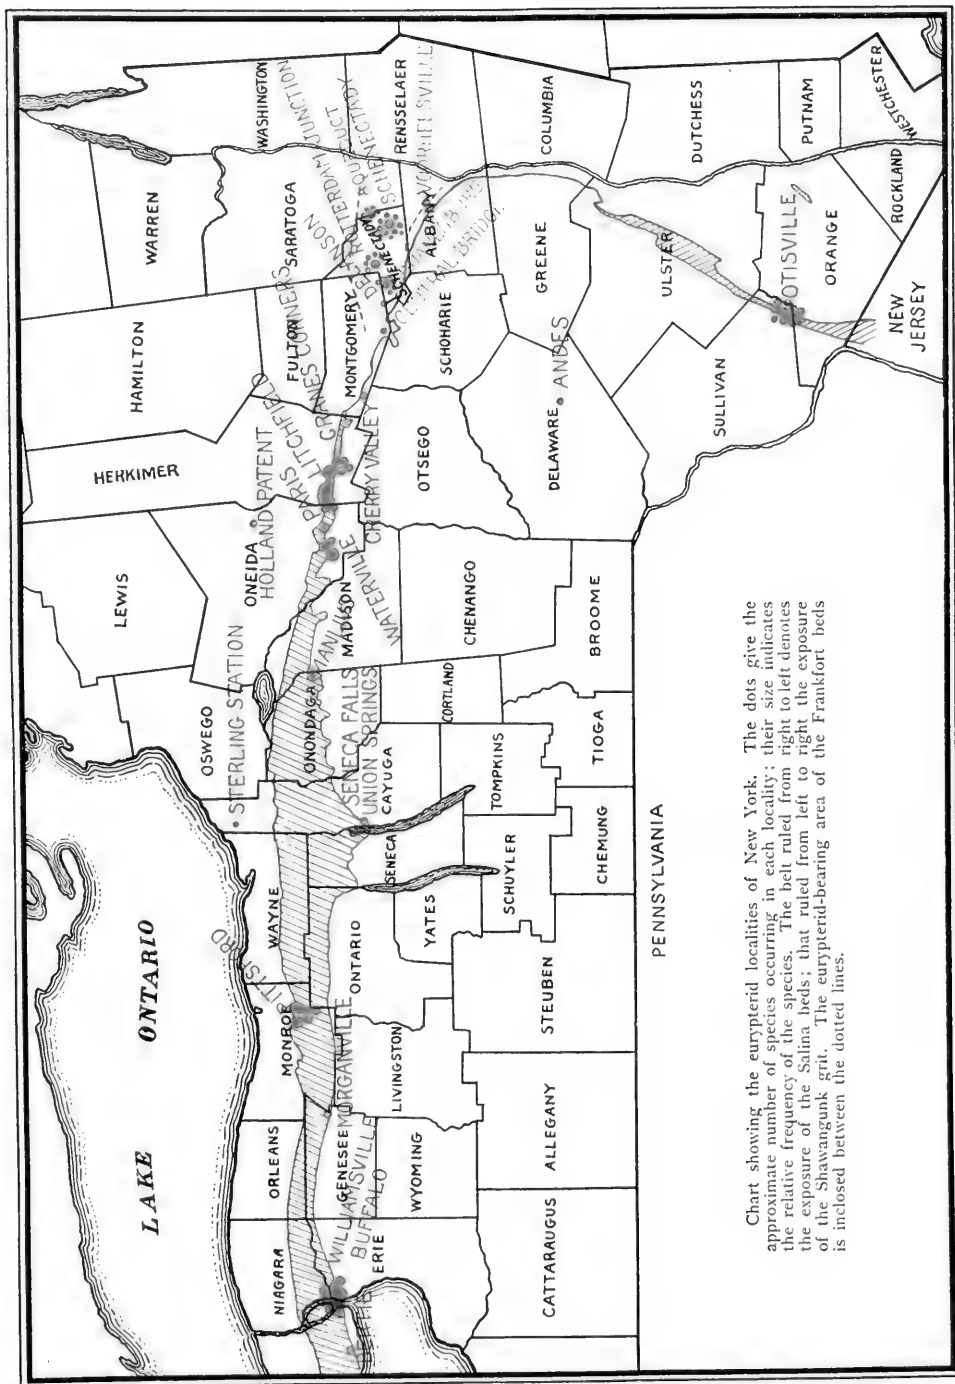 LAKE ONTARIO
NIAGARA
ORLEANS
MONROE
WAYNE
OSWEGO
LEWIS
HERKIMER
HAMILTON
WARREN
WASHINGTON
ERIE
GENESEE
WYOMING
LIVINGSTON
ONTARIO
YATES
SENECA
CAYUGA
ONONDAGA
MADISON
ONEIDA
FULTON
MONTGOMERY
SARATOGA
SCHENECTADY
ALBANY
RENSSELAER
CATTARAUGUS
ALLEGANY
STEUBEN
SCHUYLER
CHEMUNG
TOMPKINS
TIOGA
CORTLAND
BROOME
CHENANGO
OTSEGO
SCHOHARIE
DELAWARE
GREENE
COLUMBIA
ULSTER
SULLIVAN
DUTCHESS
ORANGE
PUTNAM
ROCKLAND
WESTCHESTER
NEW
JERSEY
PENNSYLVANIA
WILLIAMSVILLE
BUFFALO
MORGANVILLE
PITTSFORD
STERLING STATION
SENECA FALLS
UNION SPRINGS
WATERVILLE
HOLLAND PATENT
PARIS
LITCHFIELD
CRANES CORNERS
CHERRY VALLEY
ROTTERDAM JUNCTION
AQUEDUCT
SCHENECTADY
ANDES
OTISVILLE
Chart showing the eurypterid localities of New York. The dots give the
approximate number of species occurring in each locality; their size indicates
the relative frequency of the species. The belt ruled from right to left denotes
the exposure of the Salina beds; that ruled from left to right the exposure
of the Shawangunk grit. The eurypterid-bearing area of the Frankfort beds
is inclosed between the dotted lines.